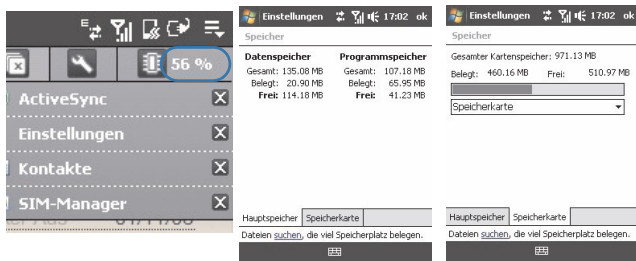 E
56 %
ActiveSync
Einstellungen
Kontakte
SIM-Manager
Einstellungen 17:02 ok
Speicher
Datenspeicher Programmspeicher
Gesamt: 135.08 MB Gesamt: 107.18 MB
Belegt: 20.90 MB Belegt: 65.95 MB
Frei: 114.18 MB Frei: 41.23 MB
Hauptspeicher Speicherkarte
Dateien suchen, die viel Speicherplatz belegen.
Einstellungen 17:02 ok
Speicher
Gesamter Kartenspeicher: 971.13 MB
Belegt: 460.16 MB Frei: 510.97 MB
Speicherkarte
Hauptspeicher Speicherkarte
Dateien suchen, die viel Speicherplatz belegen.